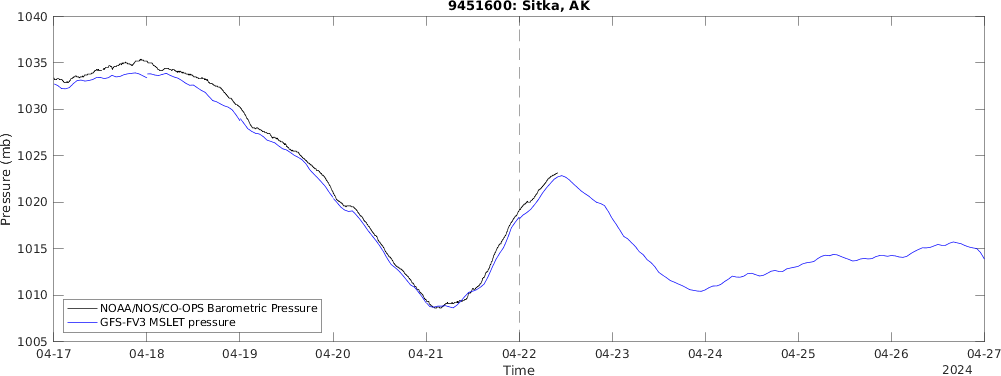 9451600: Sitka, AK
1040
1035
1030
1025
1020
1015
1010
1005
Pressure (mb)
NOAA/NOS/CO-OPS Barometric Pressure
GFS-FV3 MSLET pressure
04-17 04-18 04-19 04-20 04-21 04-22 04-23 04-24 04-25 04-26 04-27
Time
2024